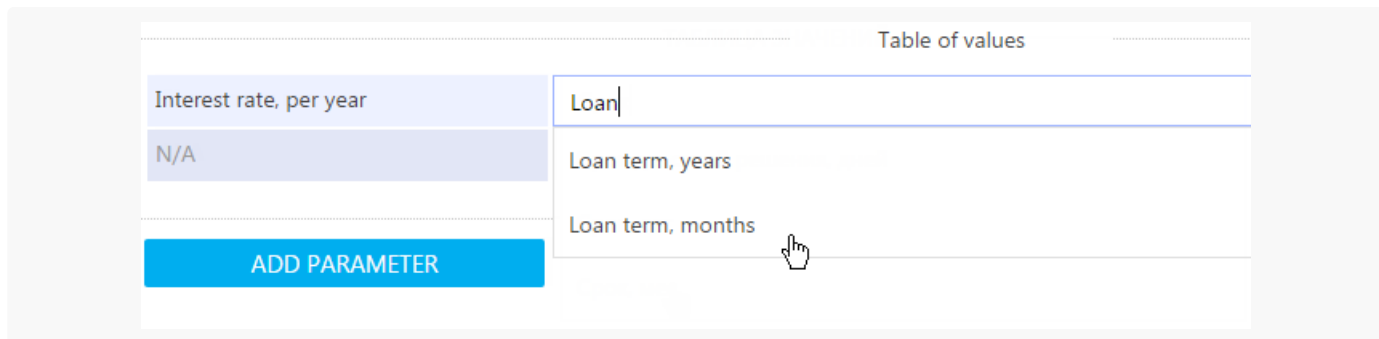 Table of values
Interest rate, per year
Loan
N/A
Loan term, years
Loan term, months
ADD PARAMETER